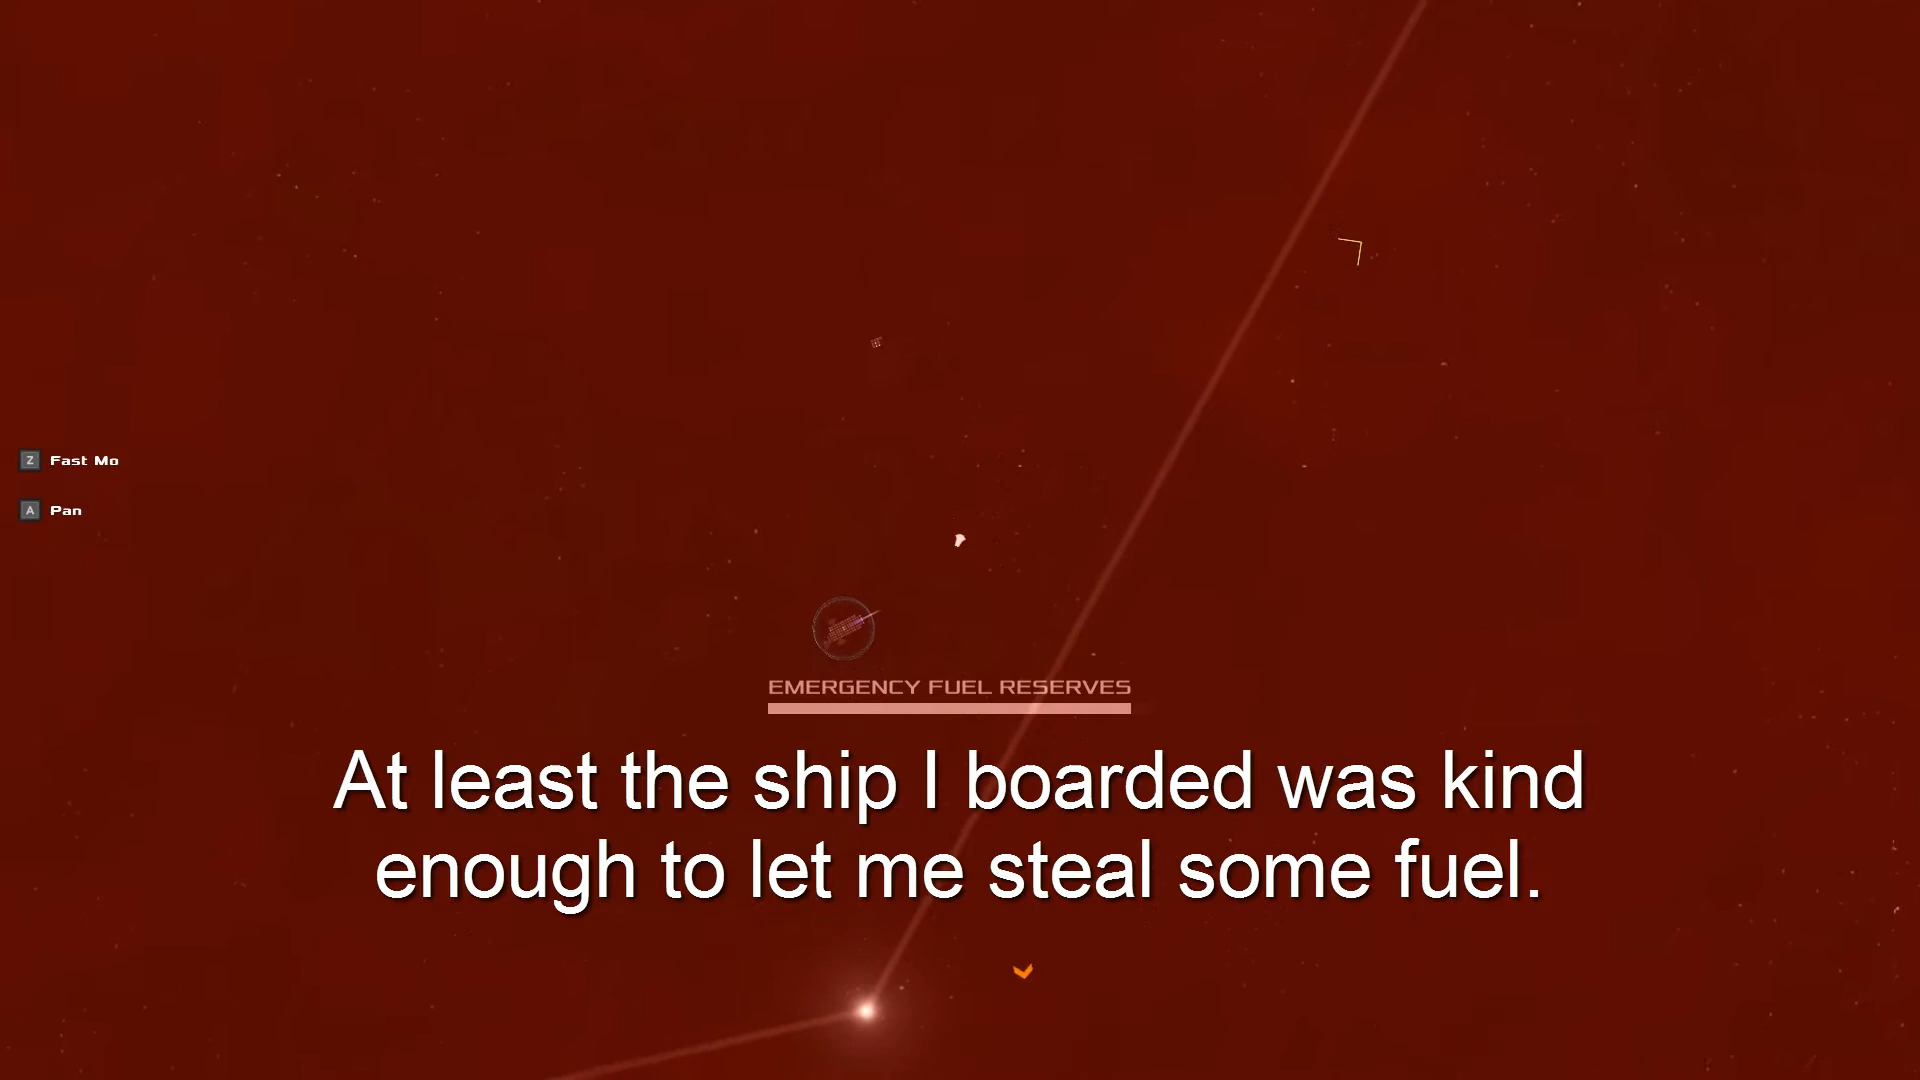 Z Fast Mo
A Pan
EMERGENCY FUEL RESERVES
At least the ship I boarded was kind
enough to let me steal some fuel.